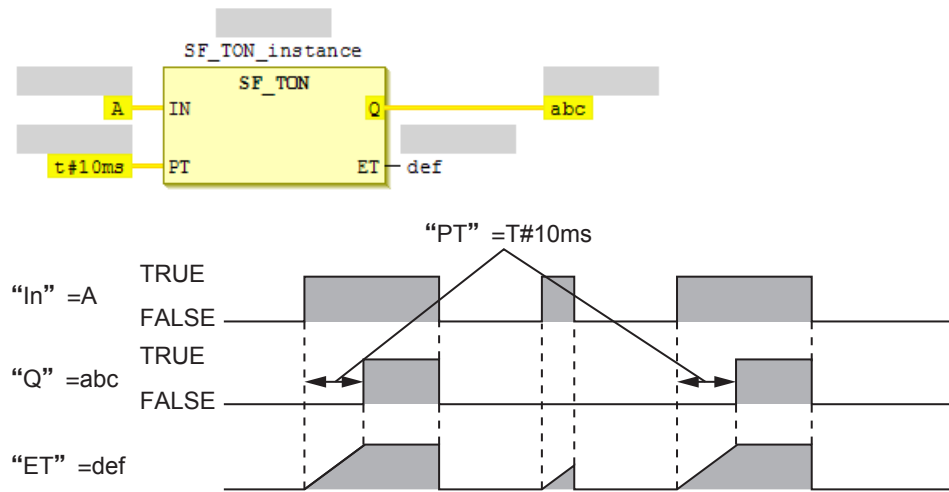 SF_TON_instance
SF_TON
A IN Q abc
t#10ms PT ET def
“PT” =T#10ms
TRUE
“In” =A
FALSE
TRUE
“Q” =abc
FALSE
“ET” =def